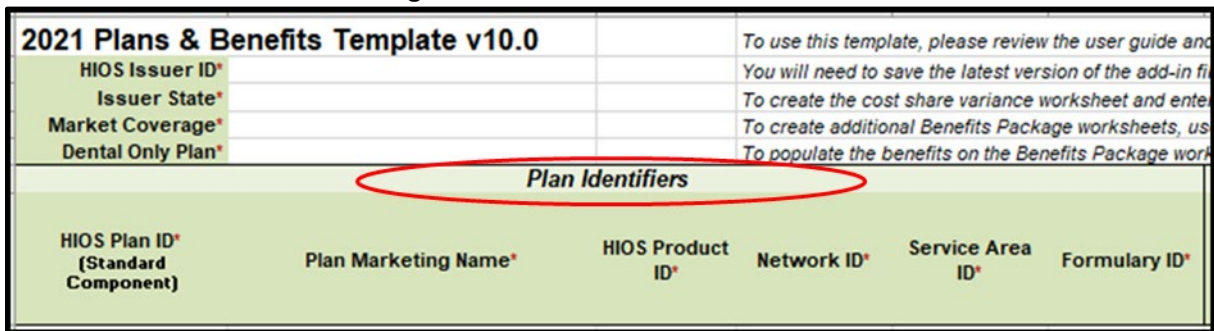 2021 Plans & Benefits Template v10.0
To use this template, please review the user guide and
HIOS Issuer ID*
You will need to save the latest version of the add-in
Issuer State*
To create the cost share variance worksheet and enter
Market Coverage*
To create additional Benefits Package worksheets,
Dental Only Plan*
To populate the benefits on the Benefits Package
Plan Identifiers
HIOS Plan ID*
(Standard
Component)
Plan Marketing Name*
HIOS Product
ID*
Network ID*
Service Area
ID*
Formulary ID*